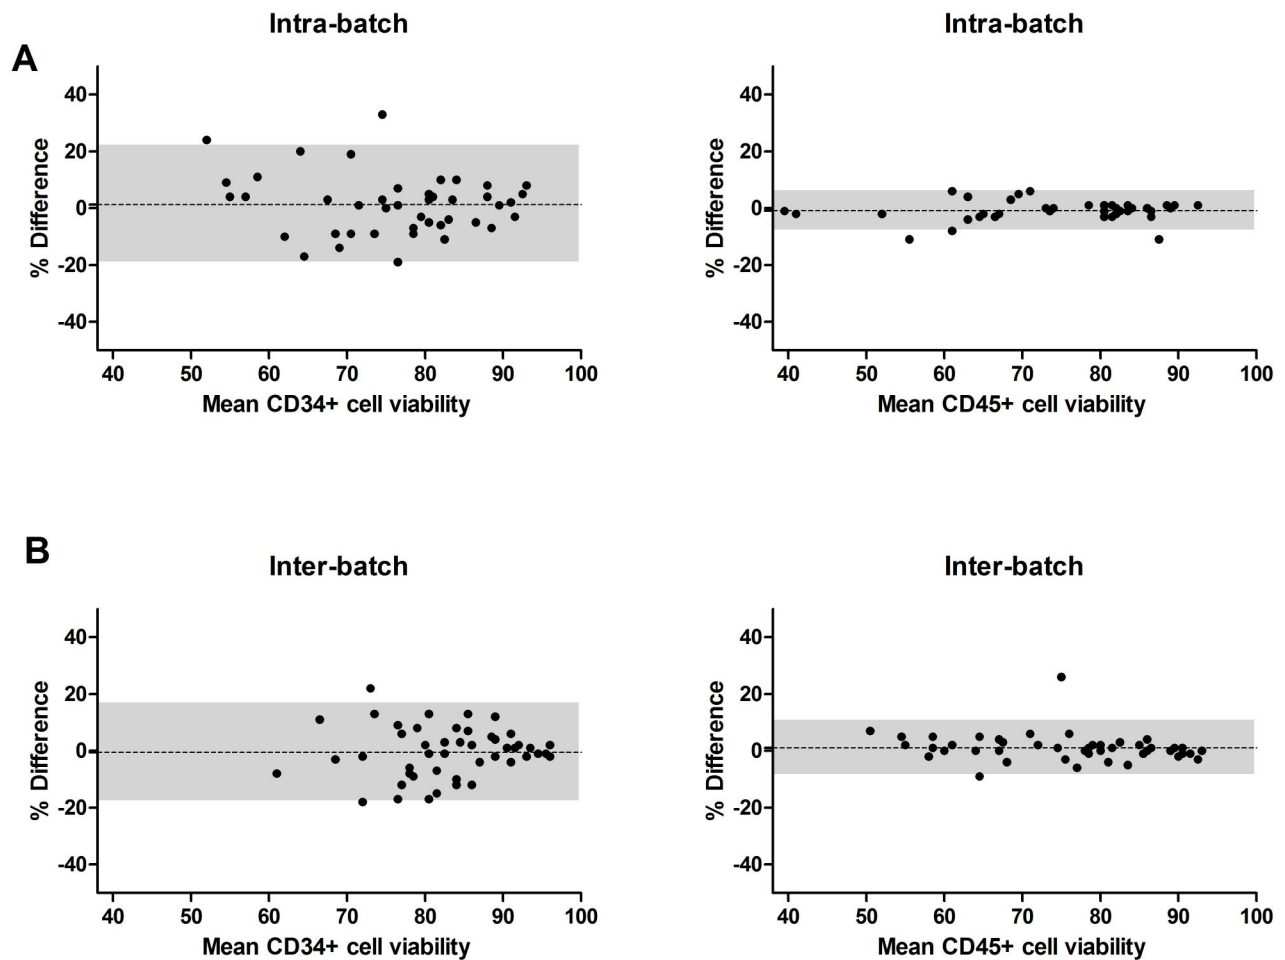 Intra-batch
A
40
20
0
-20
-40
% Difference
40 50 60 70 80 90 100
Mean CD34+ cell viability
Intra-batch
40
20
0
-20
-40
% Difference
40 50 60 70 80 90 100
Mean CD45+ cell viability
B
Inter-batch
40
20
0
-20
-40
% Difference
40 50 60 70 80 90 100
Mean CD34+ cell viability
Inter-batch
40
20
0
-20
-40
% Difference
40 50 60 70 80 90 100
Mean CD45+ cell viability